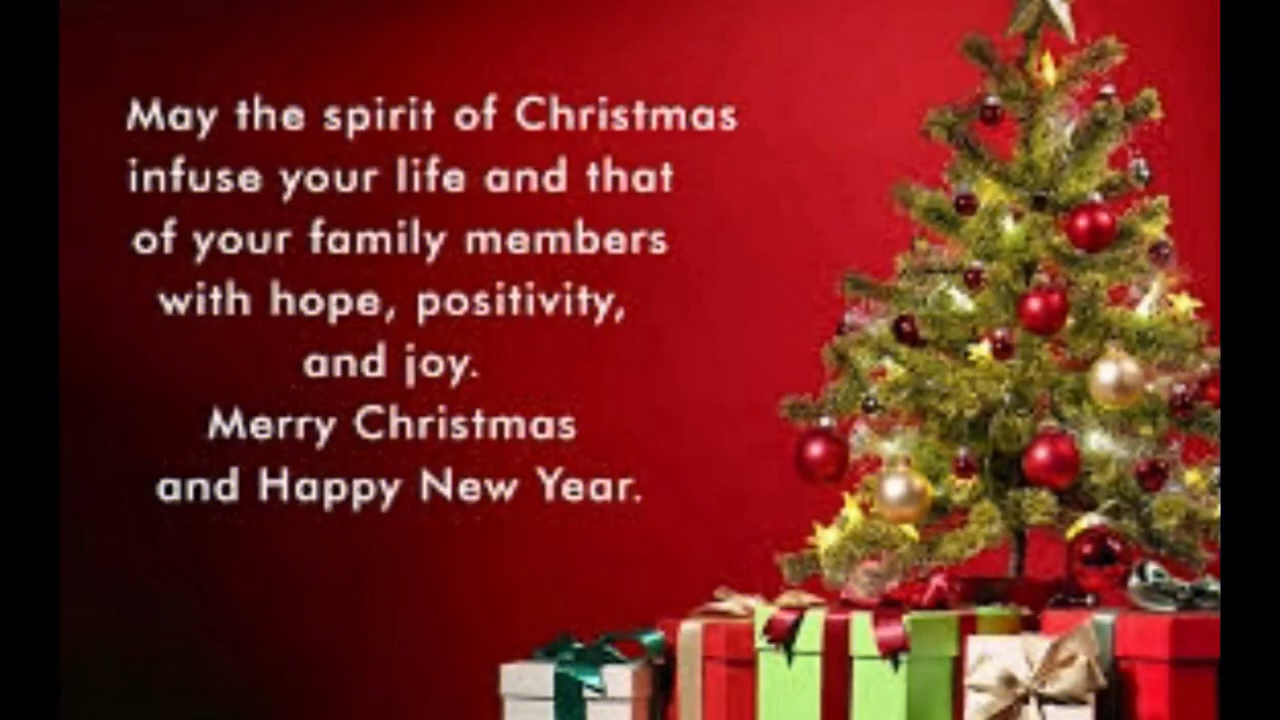 May the spirit of Christmas
infuse your life and that
of your family members
with hope, positivity,
and joy.
Merry Christmas
and Happy New Year.